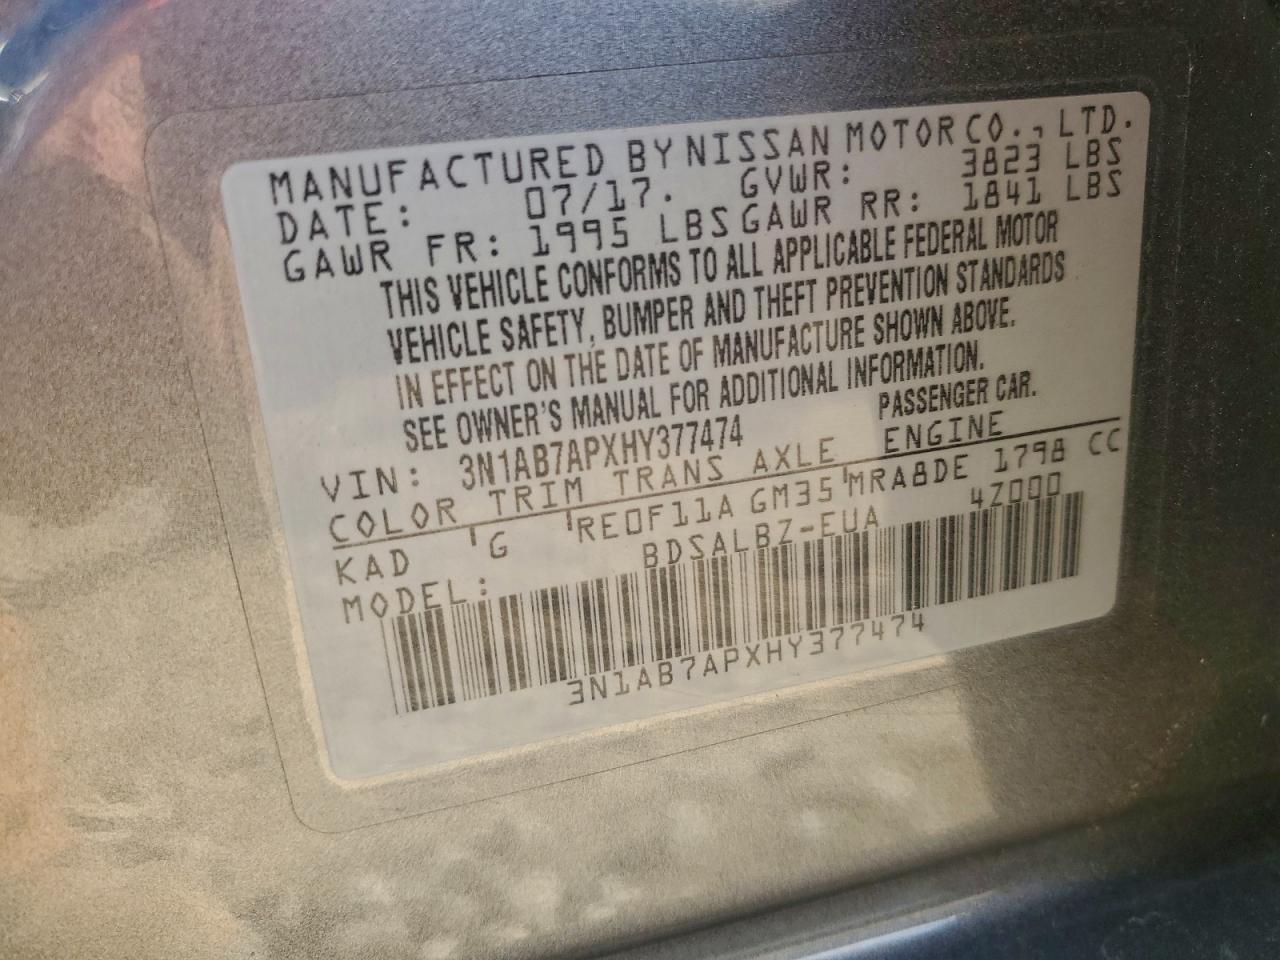 MANUFACTURED BY NISSAN MOTOR CO., LTD.
DATE: 07/17. GVWR: 3823 LBS
GAWR FR: 1995 LBS GAWR RR: 1841 LBS
THIS VEHICLE CONFORMS TO ALL APPLICABLE FEDERAL MOTOR
VEHICLE SAFETY, BUMPER AND THEFT PREVENTION STANDARDS
IN EFFECT ON THE DATE OF MANUFACTURE SHOWN ABOVE.
SEE OWNER'S MANUAL FOR ADDITIONAL INFORMATION.
VIN: 3N1AB7APXHY377474 PASSENGER CAR.
COLOR TRIM TRANS AXLE ENGINE
KAD G RE0F11A GM35 MRA8DE 1798 CC
MODEL: BDSALBZ-EUA 4Z000
3N1AB7APXHY377474